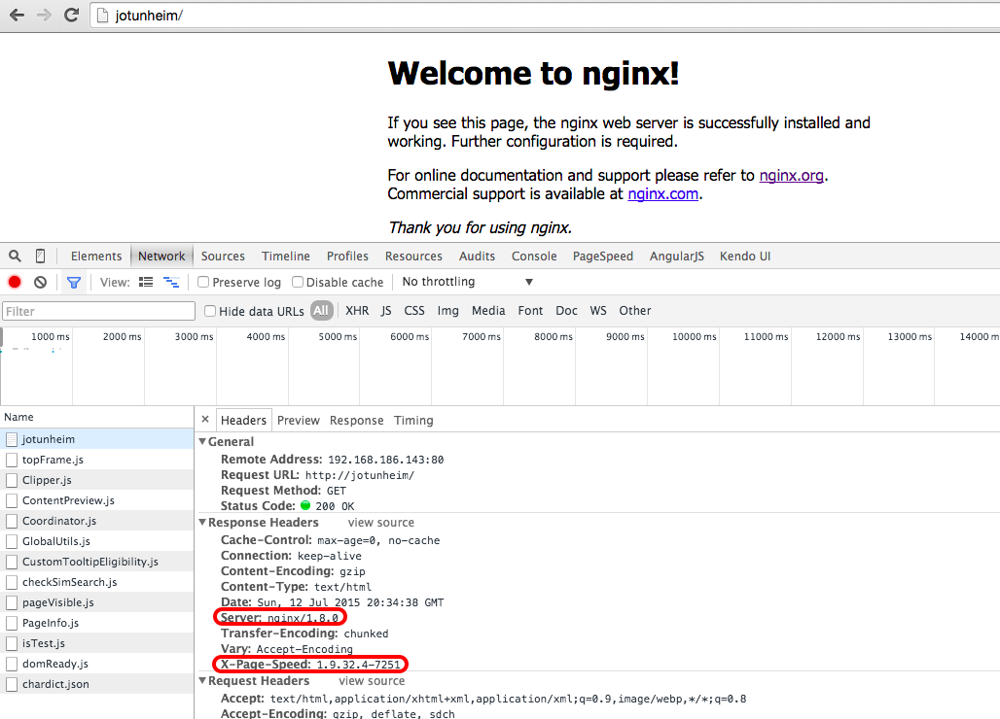 jotunheim/
Welcome to nginx!
If you see this page, the nginx web server is successfully installed and
working. Further configuration is required.
For online documentation and support please refer to nginx.org.
Commercial support is available at nginx.com.
Thank you for using nginx.
Elements Network Sources Timeline Profiles Resources Audits Console PageSpeed AngularJS Kendo UI
View: Preserve log Disable cache No throttling
Filter Hide data URLs All XHR JS CSS Img Media Font Doc WS Other
1000 ms 2000 ms 3000 ms 4000 ms 5000 ms 6000 ms 7000 ms 8000 ms 9000 ms 10000 ms 11000 ms 12000 ms 13000 ms 14000 m
Name
jotunheim
topFrame.js
Clipper.js
ContentPreview.js
Coordinator.js
GlobalUtils.js
CustomTooltipEligibility.js
checkSimSearch.js
pageVisible.js
PageInfo.js
isTest.js
domReady.js
chardict.json
× Headers Preview Response Timing
General
Remote Address: 192.168.186.143:80
Request URL: http://jotunheim/
Request Method: GET
Status Code: 200 OK
Response Headers view source
Cache-Control: max-age=0, no-cache
Connection: keep-alive
Content-Encoding: gzip
Content-Type: text/html
Date: Sun, 12 Jul 2015 20:34:38 GMT
Server: nginx/1.8.0
Transfer-Encoding: chunked
Vary: Accept-Encoding
X-Page-Speed: 1.9.32.4-7251
Request Headers view source
Accept: text/html,application/xhtml+xml,application/xml;q=0.9,image/webp,*/*;q=0.8
Accept-Encoding: gzip, deflate, sdch